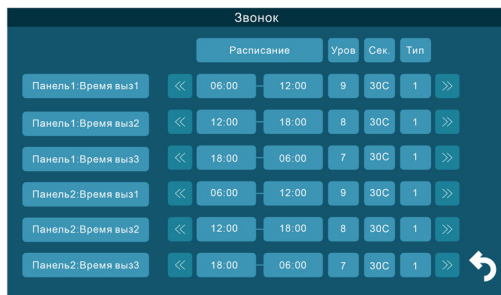 Звонок
Расписание Уров Сек. Тип
Панель1:Время выз1 06:00 12:00 9 30С 1
Панель1:Время выз2 12:00 18:00 8 30С 1
Панель1:Время выз3 18:00 06:00 7 30С 1
Панель2:Время выз1 06:00 12:00 9 30С 1
Панель2:Время выз2 12:00 18:00 8 30С 1
Панель2:Время выз3 18:00 06:00 7 30С 1